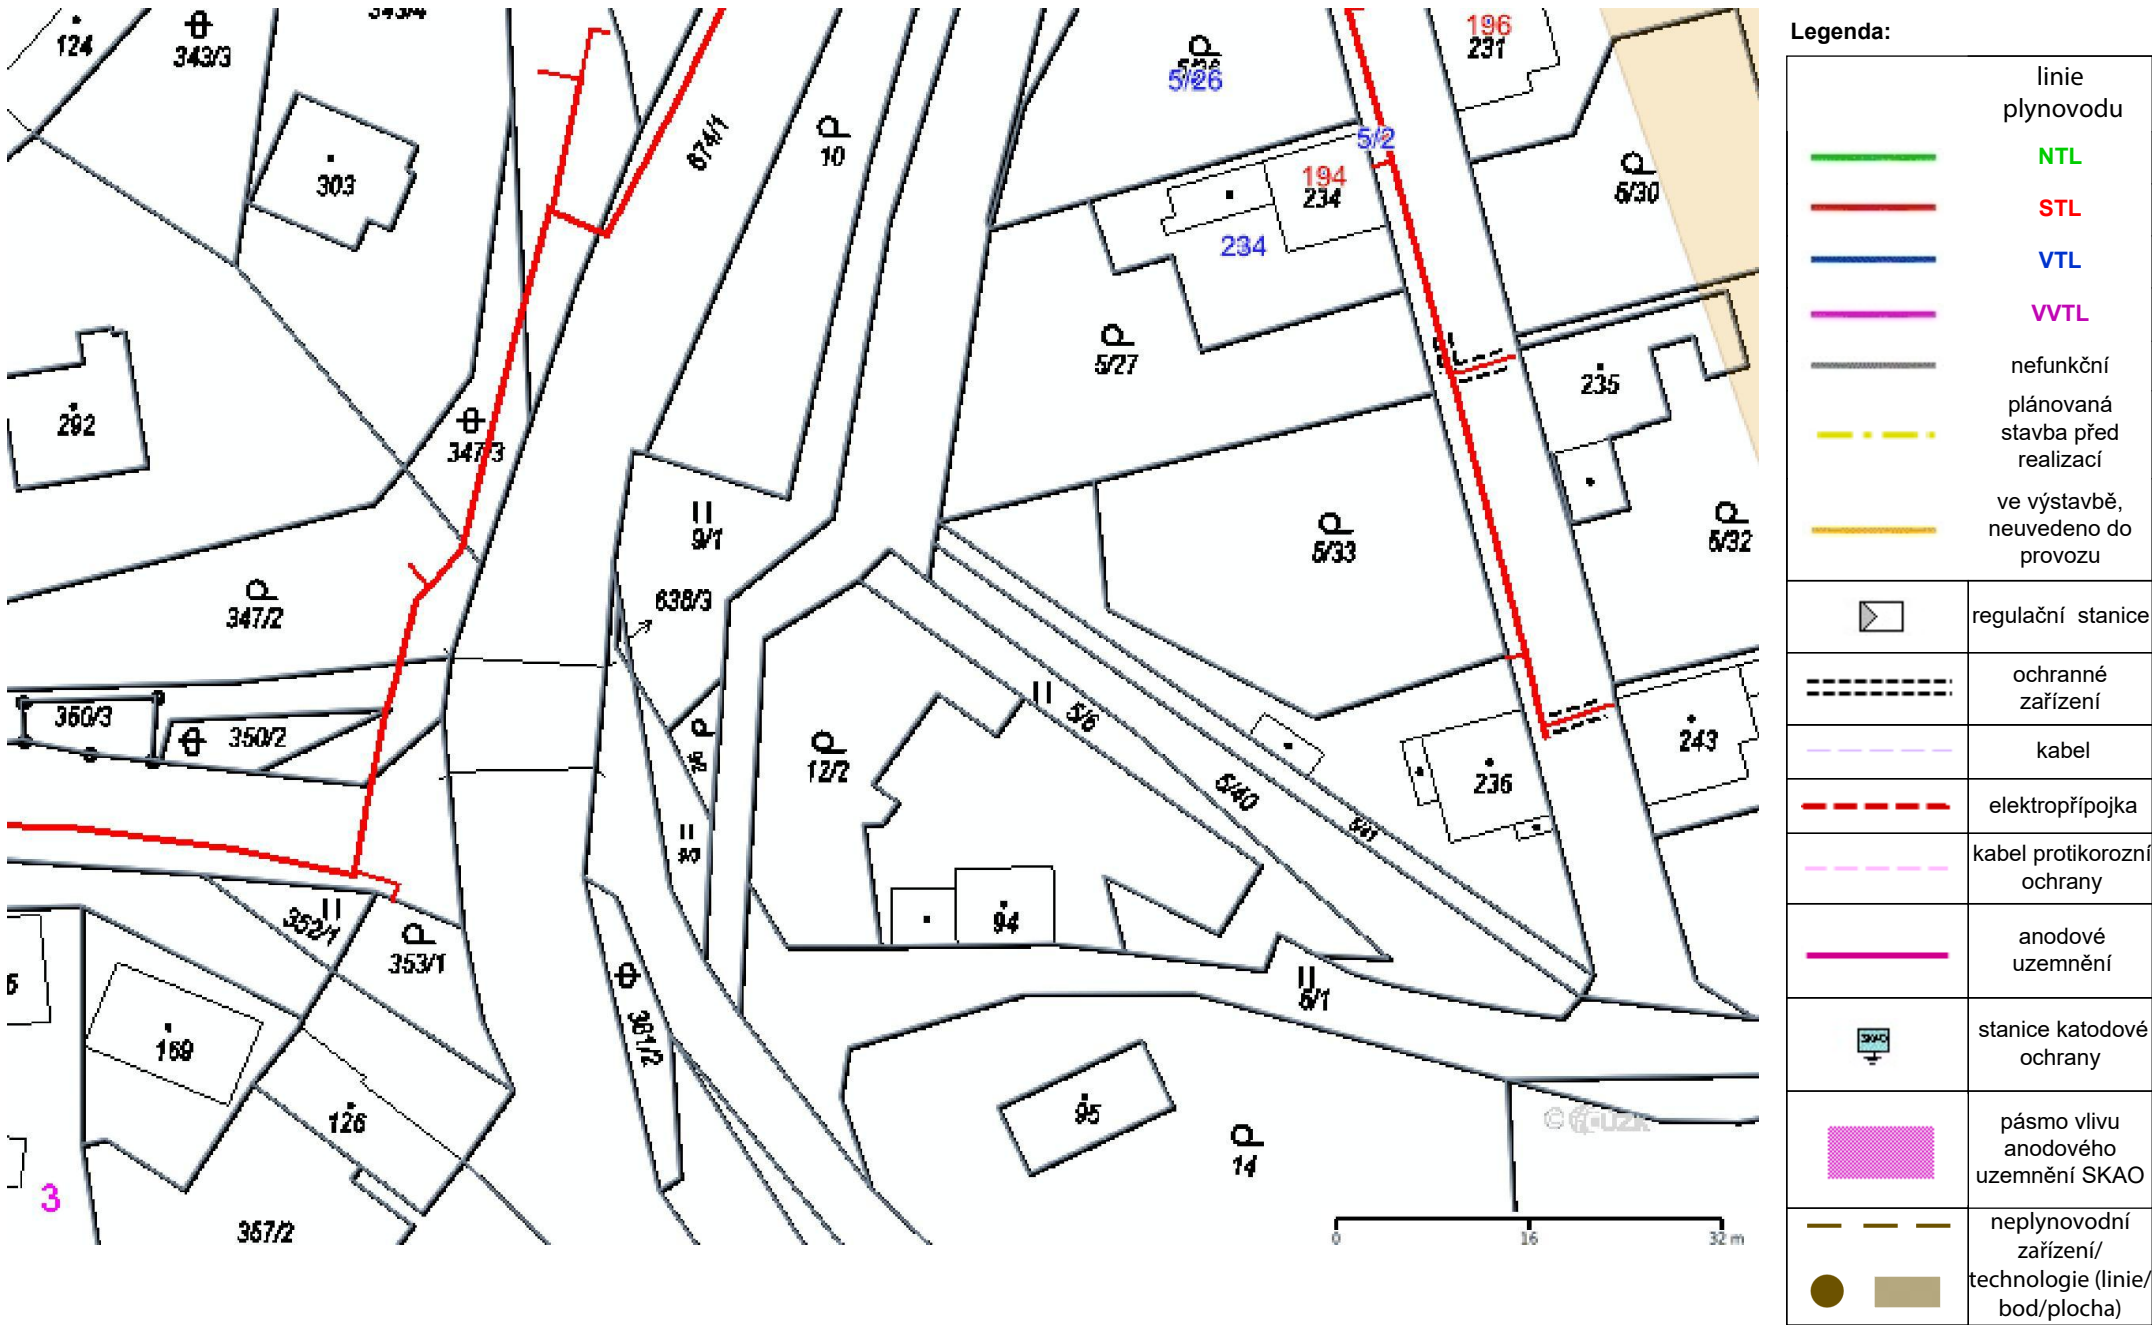 124
343/3
343/4
303
292
347/3
347/2
360/3
350/2
352/1
353/1
169
126
357/2
3
674/1
10
9/1
638/3
12/2
94
5/6
5/40
5/41
361/2
6/1
95
14
5/26
5/2
196
231
194
234
234
5/27
5/30
235
5/33
5/32
236
243
0
16
32 m
Legenda:
linie
plynovodu
NTL
STL
VTL
VVTL
nefunkční
plánovaná
stavba před
realizací
ve výstavbě,
neuvedeno do
provozu
regulační stanice
ochranné
zařízení
kabel
elektropřípojka
kabel protikorozní
ochrany
anodové
uzemnění
SKAO
stanice katodové
ochrany
pásmo vlivu
anodového
uzemnění SKAO
neplynovodní
zařízení/
technologie (linie/
bod/plocha)